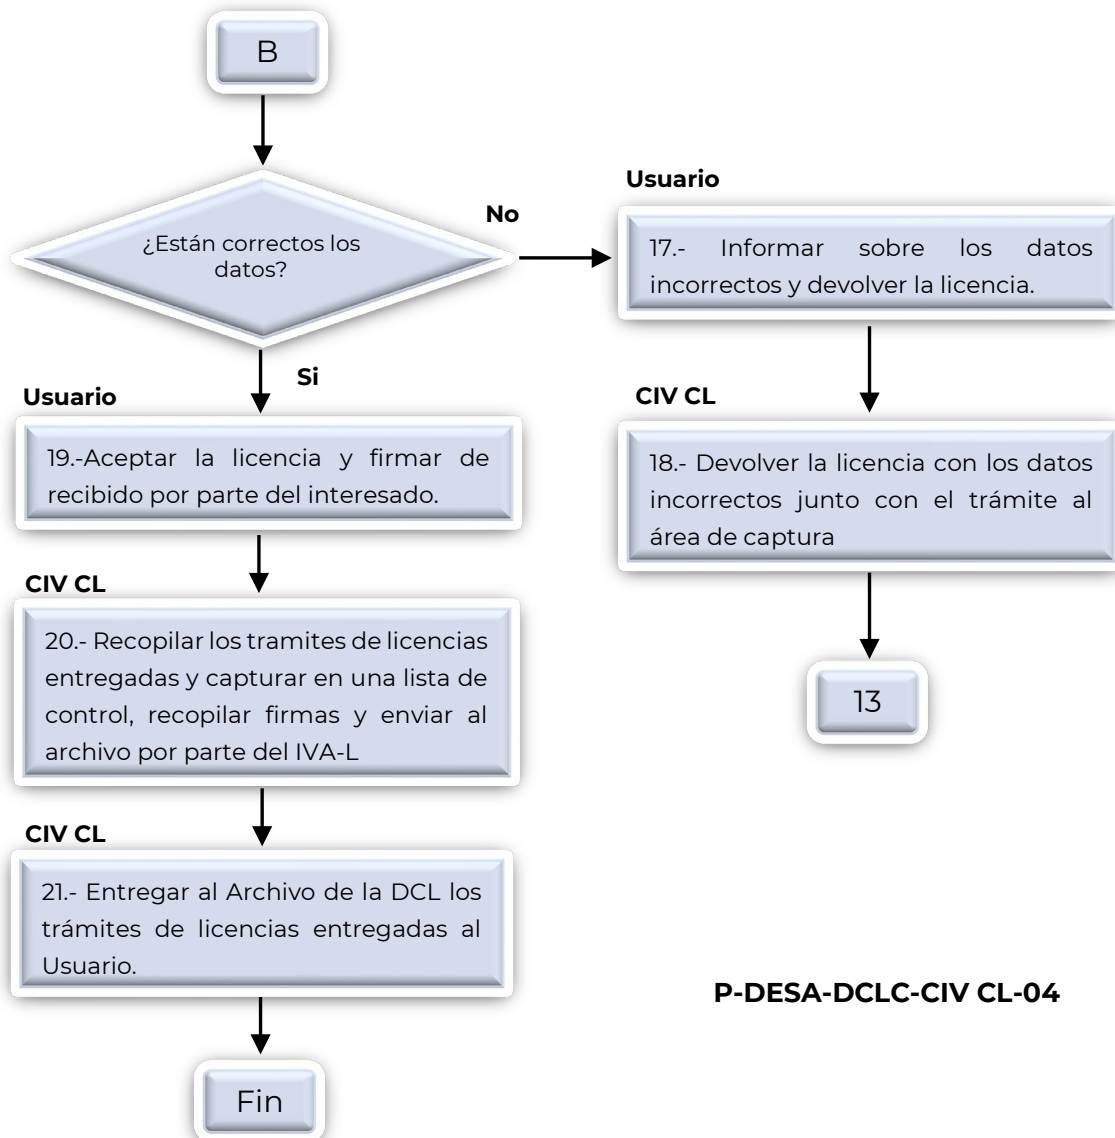 B
¿Están correctos los
datos?
No
Usuario
17.- Informar sobre los datos
incorrectos y devolver la licencia.
CIV CL
18.- Devolver la licencia con los datos
incorrectos junto con el trámite al
área de captura
13
Si
Usuario
19.-Aceptar la licencia y firmar de
recibido por parte del interesado.
CIV CL
20.- Recopilar los tramites de licencias
entregadas y capturar en una lista de
control, recopilar firmas y enviar al
archivo por parte del IVA-L
CIV CL
21.- Entregar al Archivo de la DCL los
trámites de licencias entregadas al
Usuario.
Fin
P-DESA-DCLC-CIV CL-04